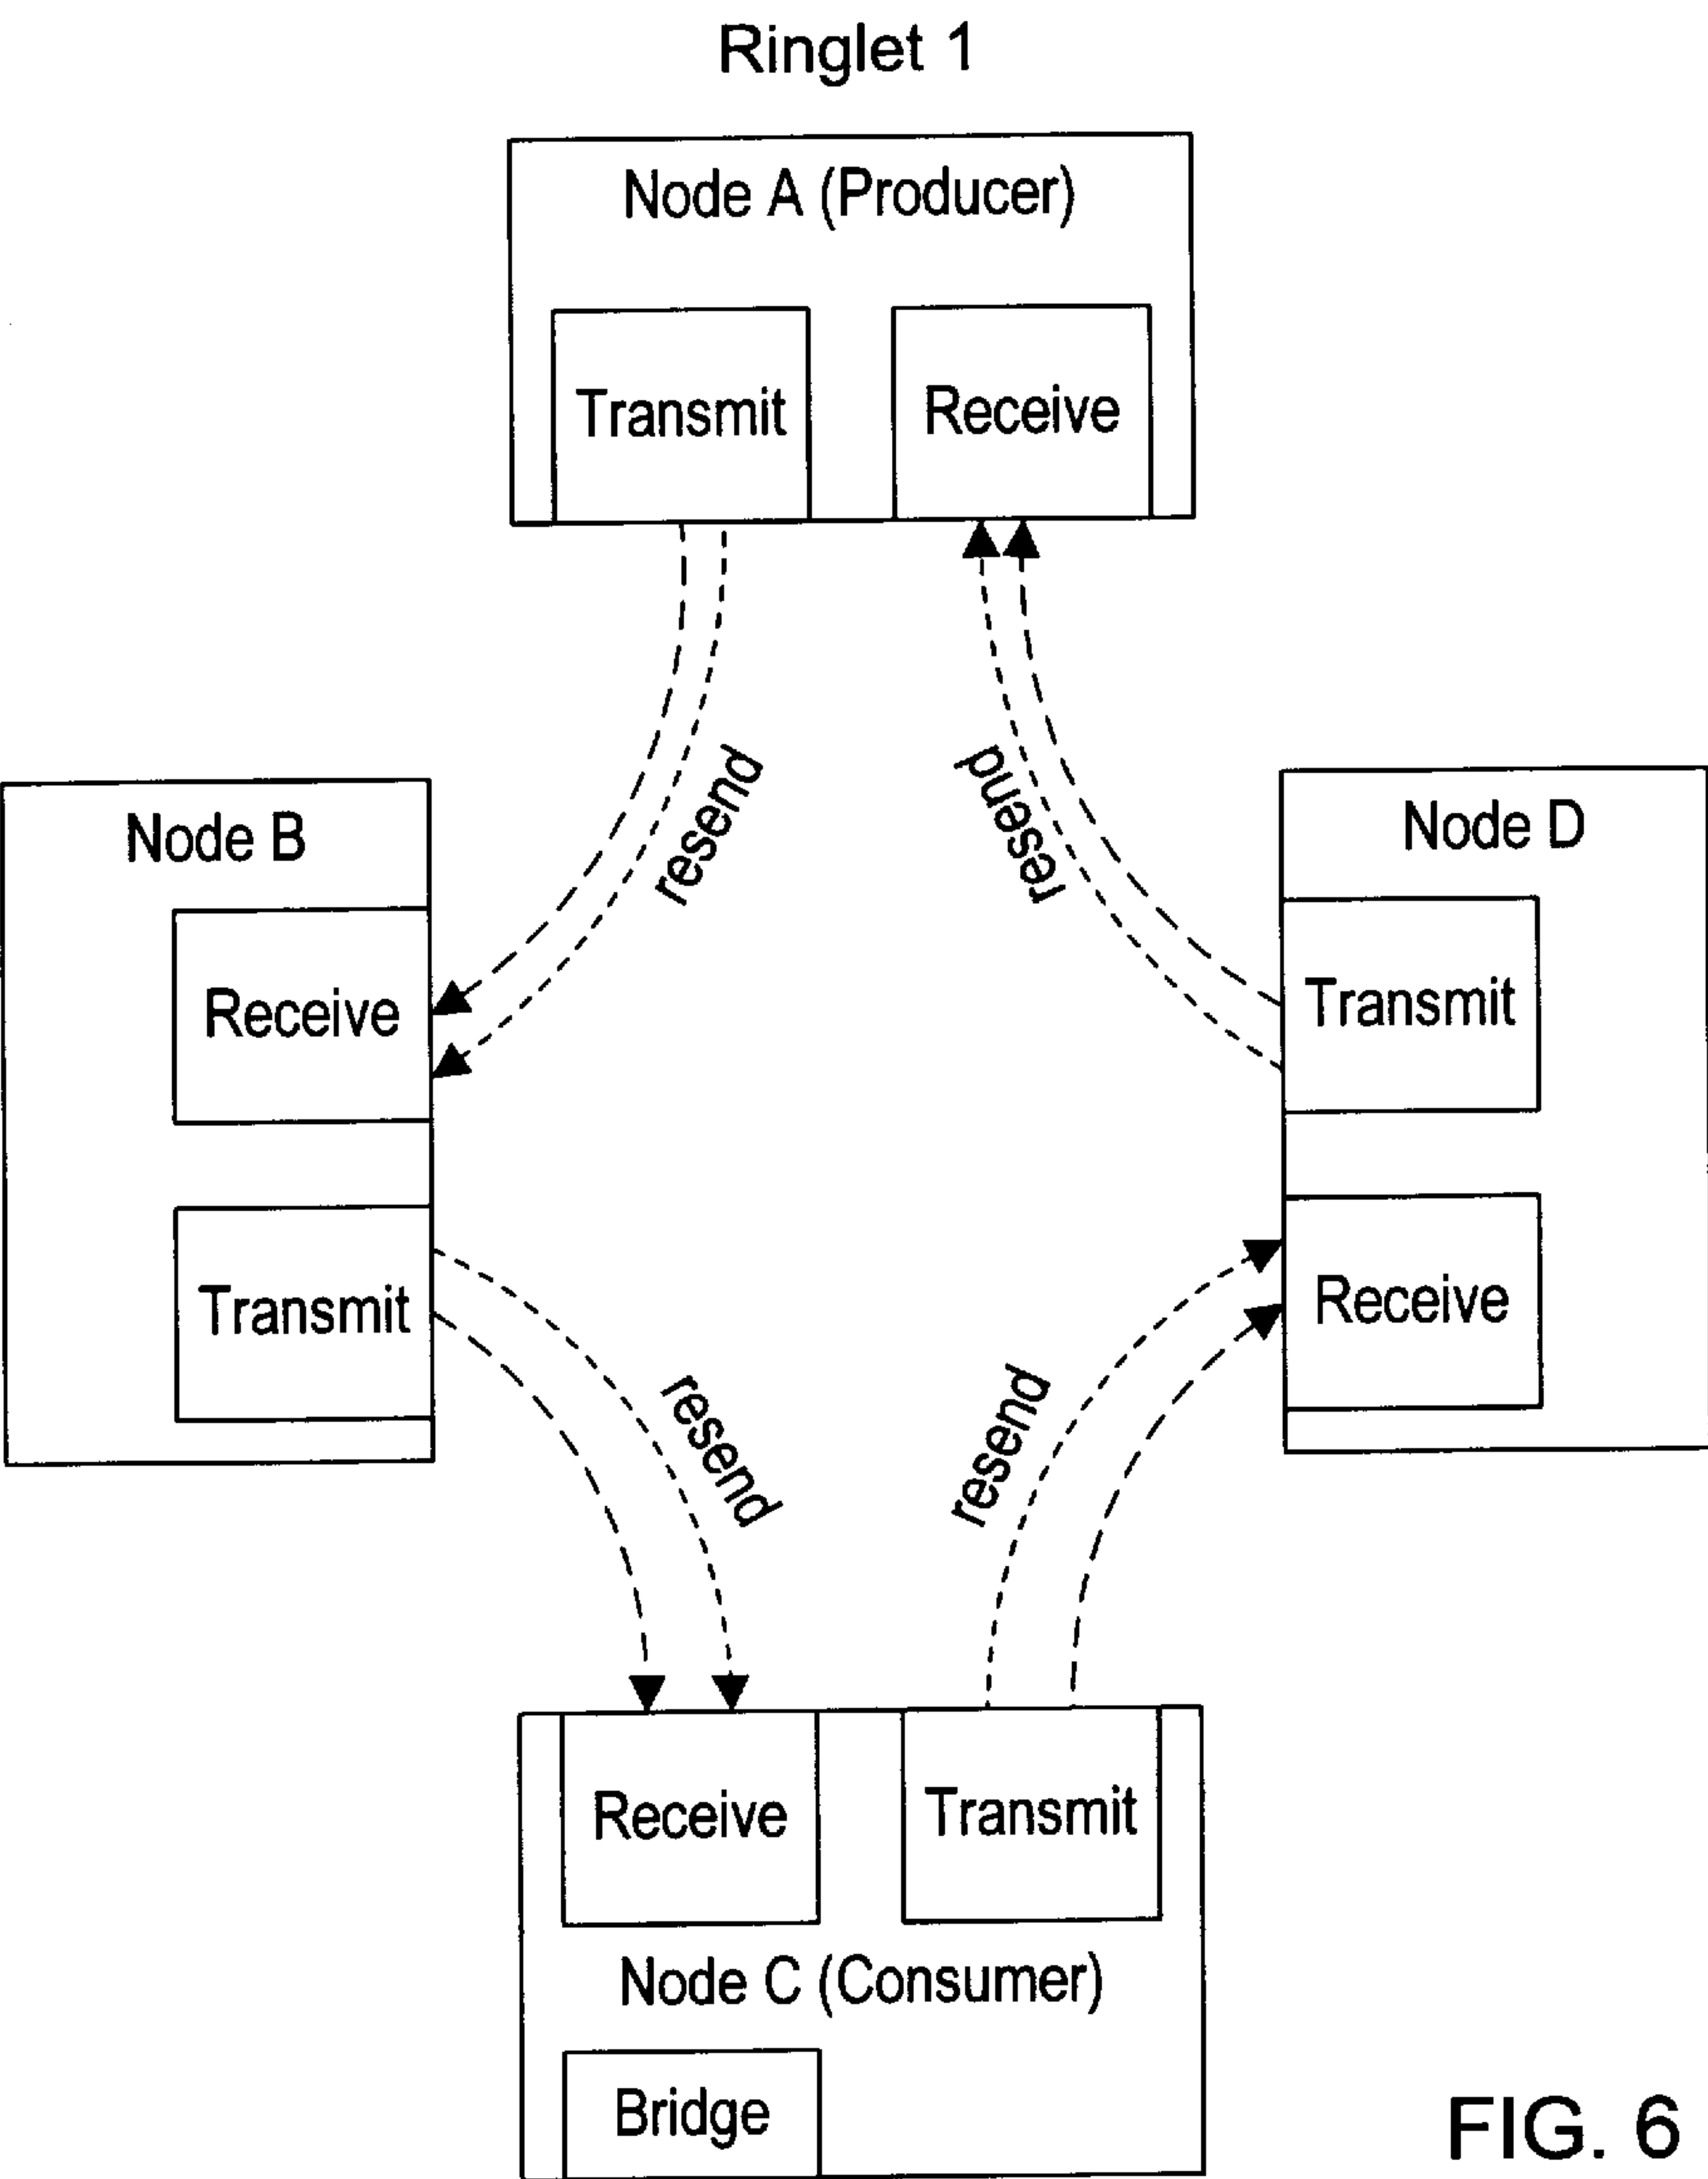 Ringlet 1
Node A (Producer)
Transmit
Receive
resend
resend
Node B
Receive
Transmit
Node D
Transmit
Receive
resend
resend
Receive
Transmit
Node C (Consumer)
Bridge
FIG. 6